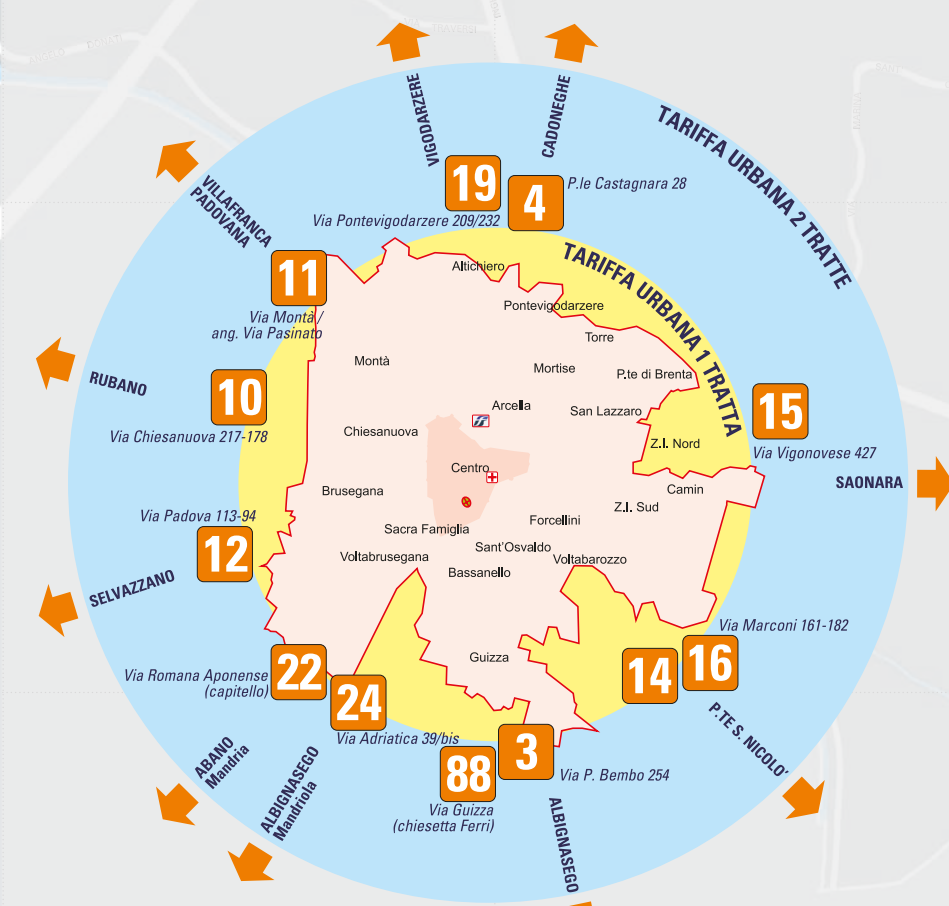 TARIFFA URBANA 2 TRATTE
TARIFFA URBANA 1 TRATTA
VIGODARZERE
CADONEGHE
19
4
P.le Castagnara 28
Via Pontevigodarzere 209/232
VILLAFRANCA
PADOVANA
11
Via Montà /
ang. Via Pasinato
Altichiero
Pontevigodarzere
Torre
Montà
Mortise
P.te di Brenta
RUBANO
10
Via Chiesanuova 217-178
Arcella
San Lazzaro
15
Via Vigonovese 427
Chiesanuova
Z.I. Nord
Centro
SAONARA
Brusegana
Camin
Z.I. Sud
Via Padova 113-94
12
Sacra Famiglia
Forcellini
Sant'Osvaldo
Voltabrusegana
Voltabarozzo
Bassanello
SELVAZZANO
Via Marconi 161-182
Guizza
14
16
Via Romana Aponense
(capitello)
22
24
Via Adriatica 39/bis
P.TE S. NICOLO'
88
3
Via P. Bembo 254
Via Guizza
(chiesetta Ferri)
ABANO
Mandria
ALBIGNASEGO
Mandriola
ALBIGNASEGO